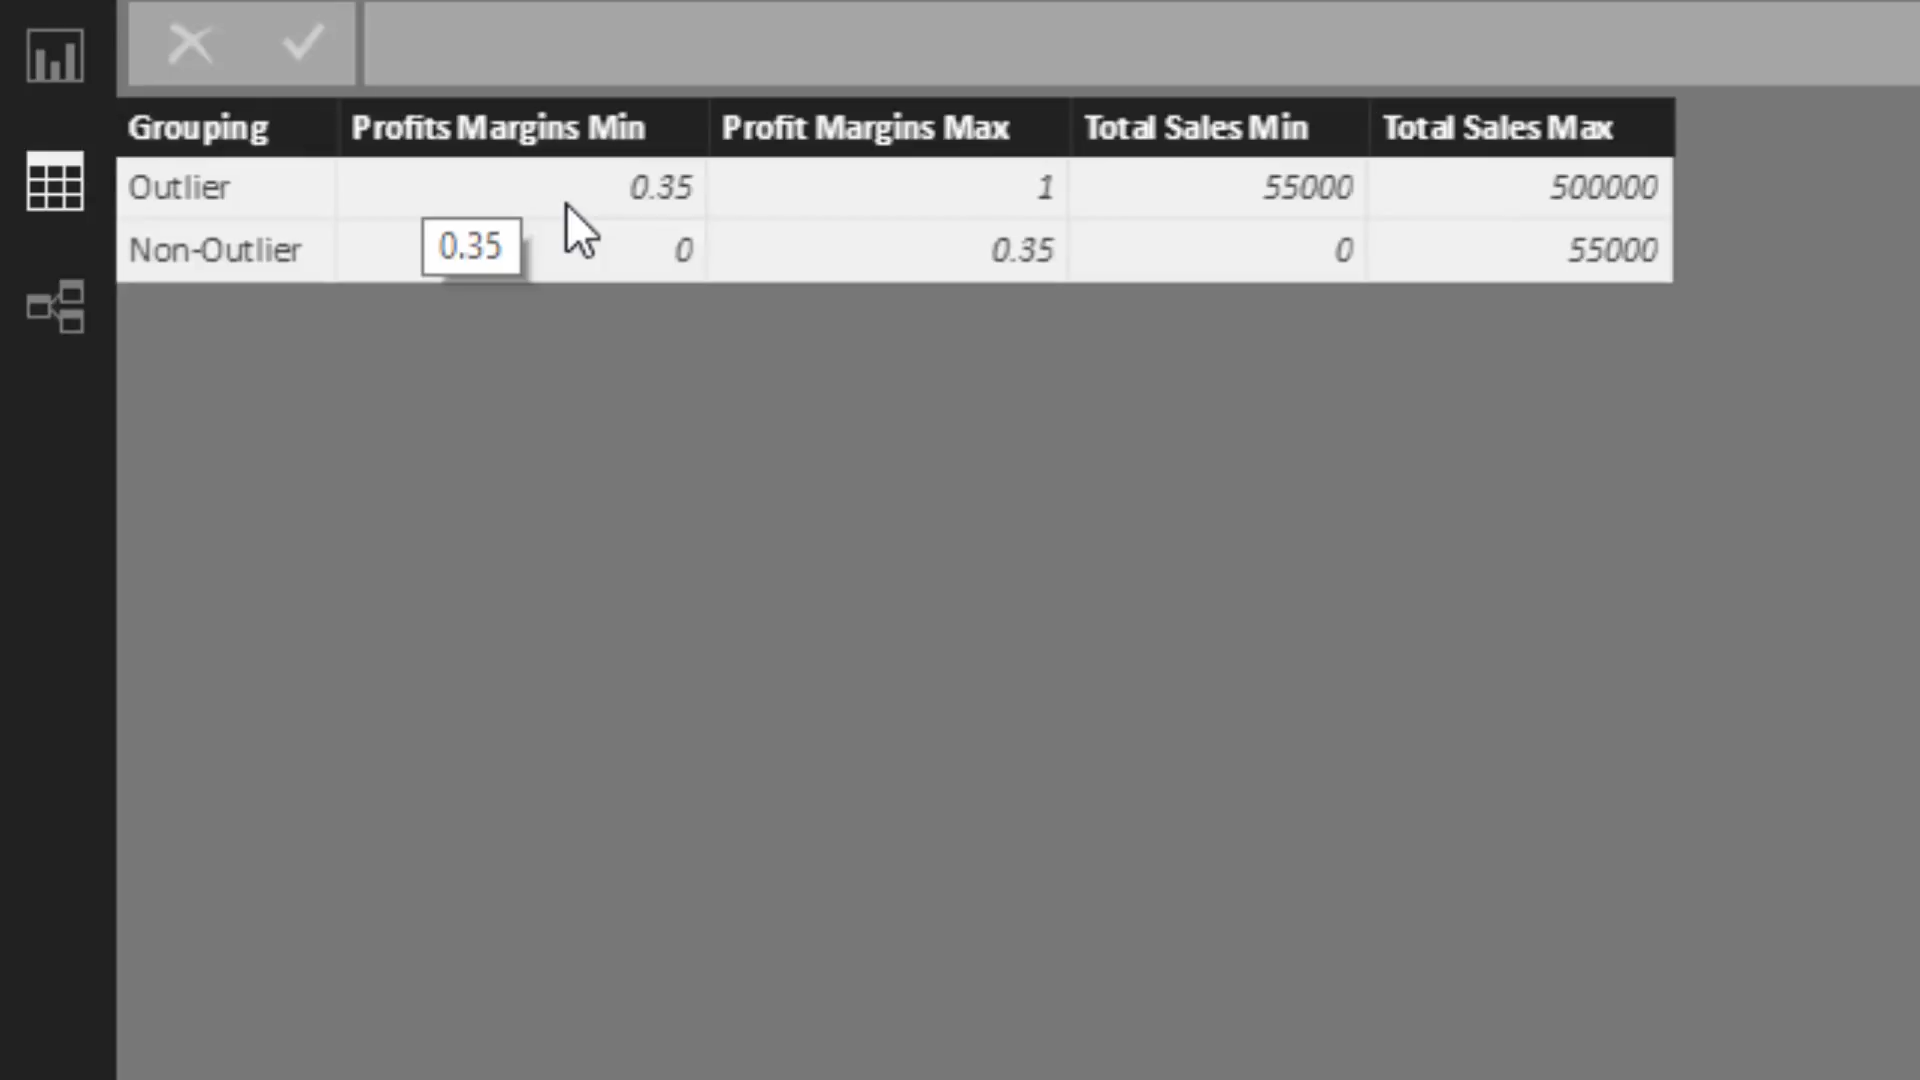 Grouping Profits Margins Min Profit Margins Max Total Sales Min Total Sales Max
Outlier 0.35 1 55000 500000
Non-Outlier 0 0.35 0 55000
0.35